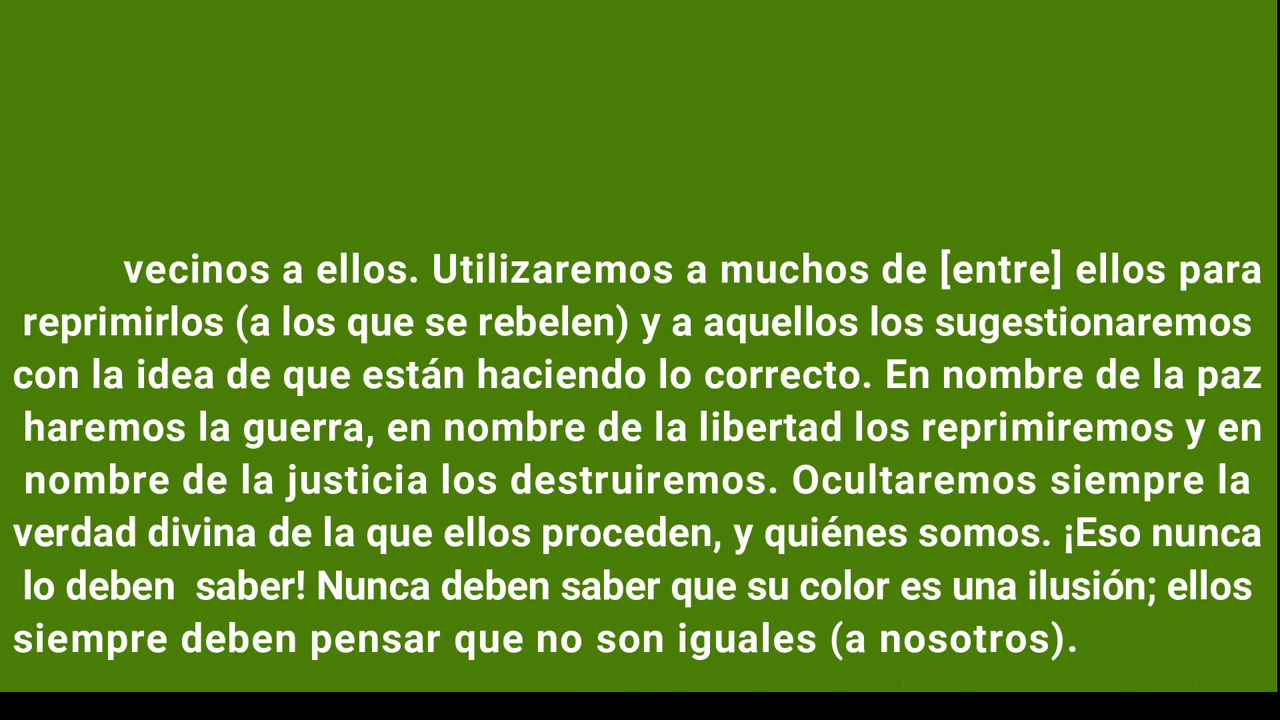 vecinos a ellos. Utilizaremos a muchos de [entre] ellos para
reprimirlos (a los que se rebelen) y a aquellos los sugestionaremos
con la idea de que están haciendo lo correcto. En nombre de la paz
haremos la guerra, en nombre de la libertad los reprimiremos y en
nombre de la justicia los destruiremos. Ocultaremos siempre la
verdad divina de la que ellos proceden, y quiénes somos. ¡Eso nunca
lo deben  saber! Nunca deben saber que su color es una ilusión; ellos
siempre deben pensar que no son iguales (a nosotros).